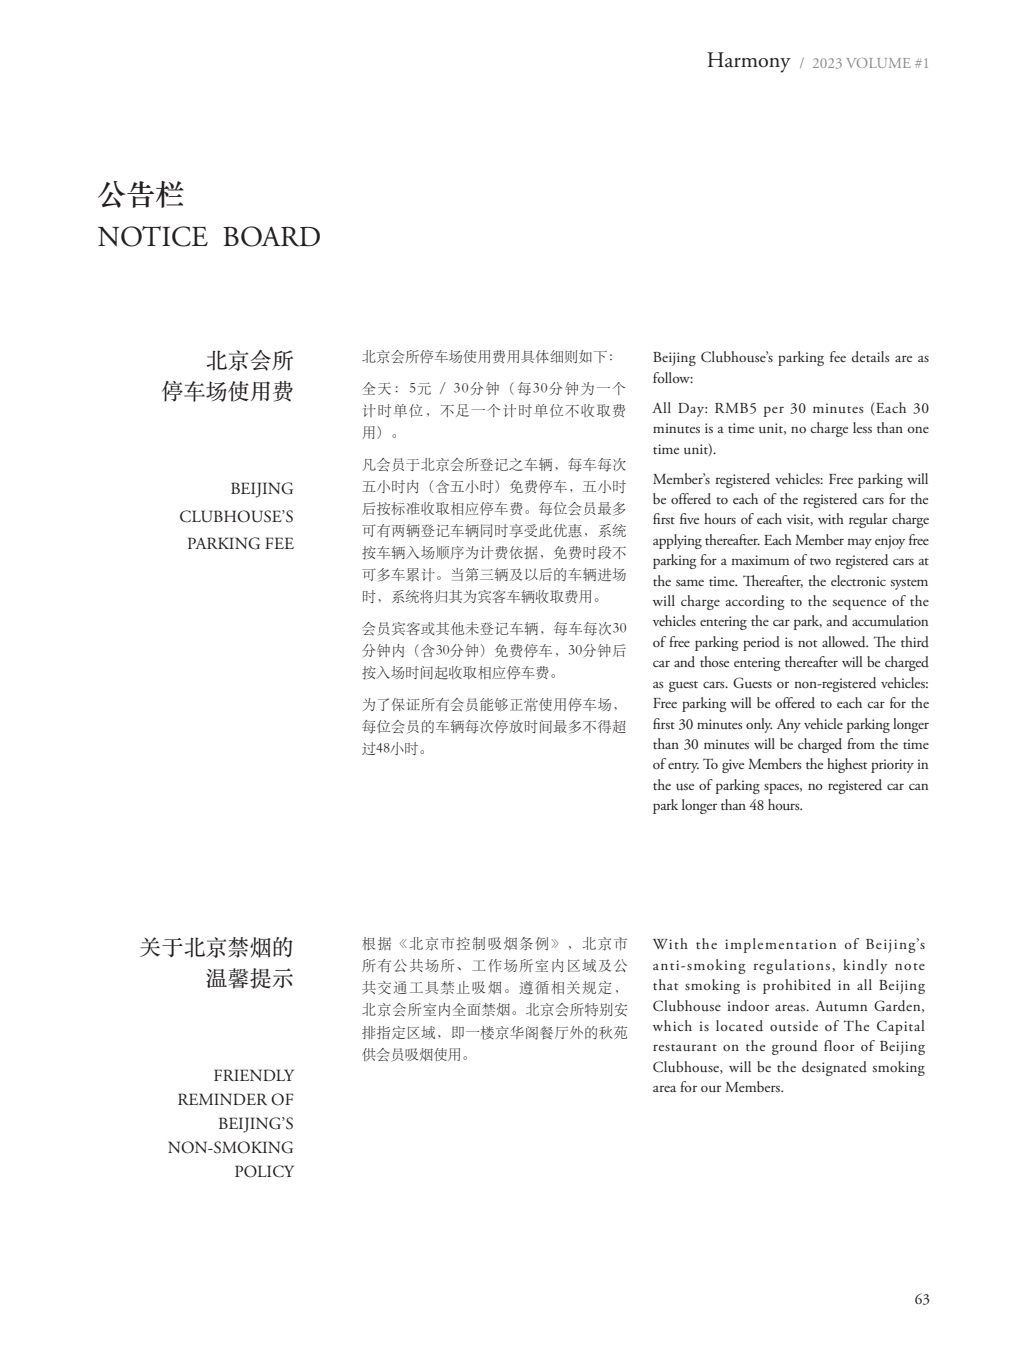 Harmony / 2023 VOLUME #1
公告栏
NOTICE BOARD
北京会所
停车场使用费
BEIJING
CLUBHOUSE'S
PARKING FEE
北京会所停车场使用费用具体细则如下：
全天：5元 / 30分钟（每30分钟为一个
计时单位，不足一个计时单位不收取费
用）。
凡会员于北京会所登记之车辆，每车每次
五小时内（含五小时）免费停车，五小时
后按标准收取相应停车费。每位会员最多
可有两辆登记车辆同时享受此优惠，系统
按车辆入场顺序为计费依据，免费时段不
可多车累计。当第三辆及以后的车辆进场
时，系统将归其为宾客车辆收取费用。
会员宾客或其他未登记车辆，每车每次30
分钟内（含30分钟）免费停车，30分钟后
按入场时间起收取相应停车费。
为了保证所有会员能够正常使用停车场，
每位会员的车辆每次停放时间最多不得超
过48小时。
Beijing Clubhouse's parking fee details are as
follow:
All Day: RMB5 per 30 minutes (Each 30
minutes is a time unit, no charge less than one
time unit).
Member's registered vehicles: Free parking will
be offered to each of the registered cars for the
first five hours of each visit, with regular charge
applying thereafter. Each Member may enjoy free
parking for a maximum of two registered cars at
the same time. Thereafter, the electronic system
will charge according to the sequence of the
vehicles entering the car park, and accumulation
of free parking period is not allowed. The third
car and those entering thereafter will be charged
as guest cars. Guests or non-registered vehicles:
Free parking will be offered to each car for the
first 30 minutes only. Any vehicle parking longer
than 30 minutes will be charged from the time
of entry. To give Members the highest priority in
the use of parking spaces, no registered car can
park longer than 48 hours.
关于北京禁烟的
温馨提示
FRIENDLY
REMINDER OF
BEIJING'S
NON-SMOKING
POLICY
根据《北京市控制吸烟条例》，北京市
所有公共场所、工作场所室内区域及公
共交通工具禁止吸烟。遵循相关规定，
北京会所室内全面禁烟。北京会所特别安
排指定区域，即一楼京华阁餐厅外的秋苑
供会员吸烟使用。
With the implementation of Beijing's
anti-smoking regulations, kindly note
that smoking is prohibited in all Beijing
Clubhouse indoor areas. Autumn Garden,
which is located outside of The Capital
restaurant on the ground floor of Beijing
Clubhouse, will be the designated smoking
area for our Members.
63